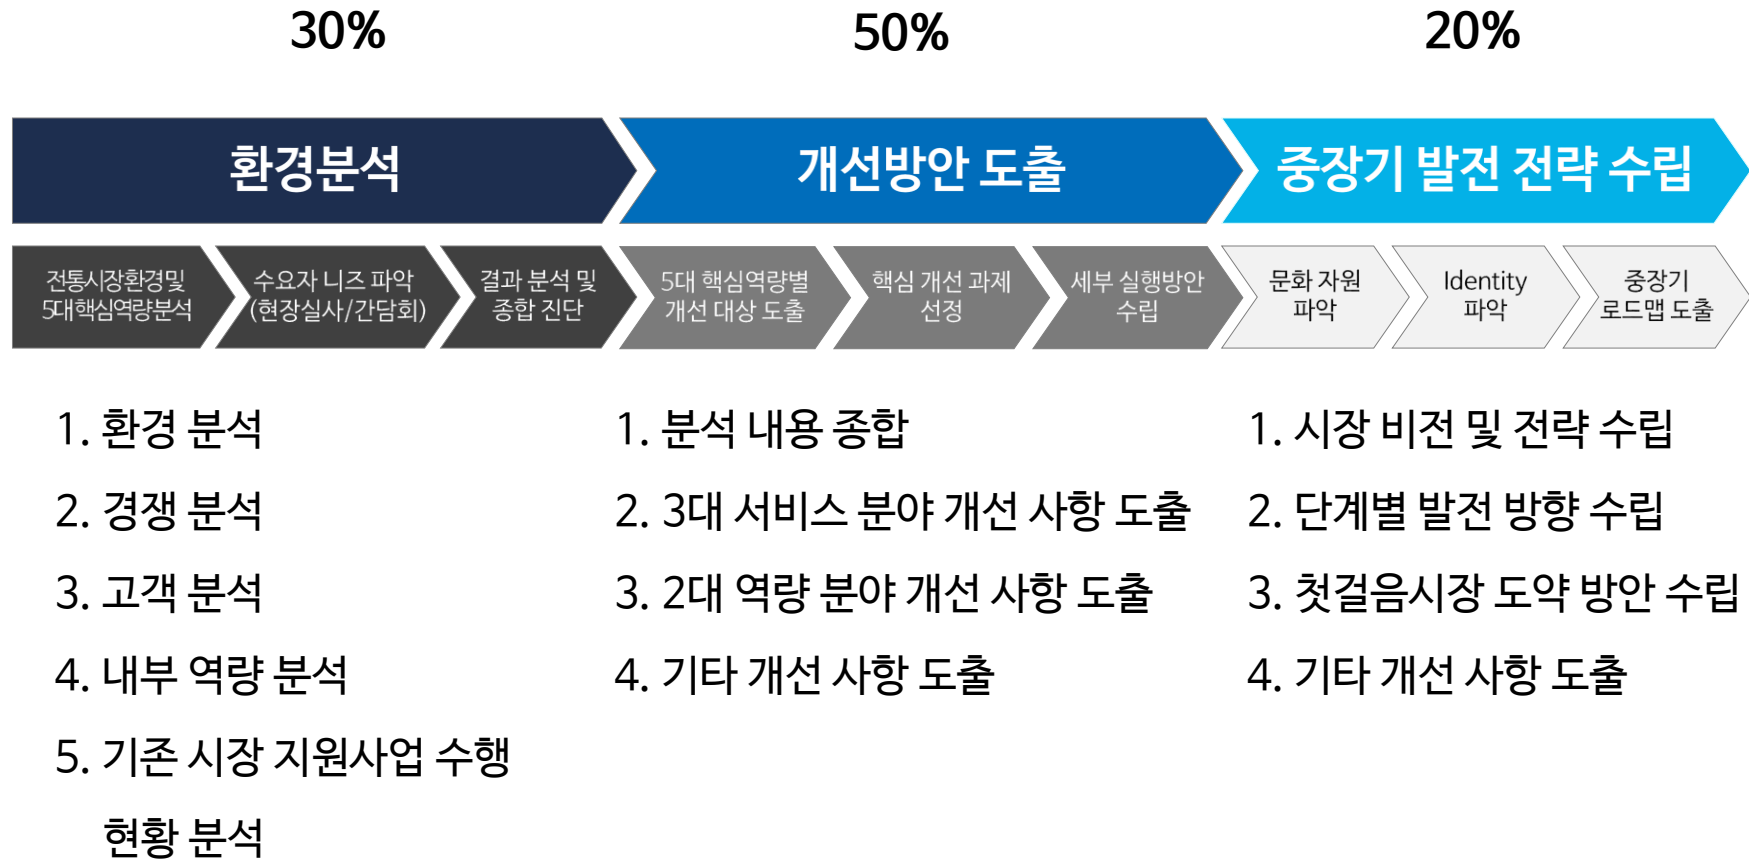 30%
50%
20%
환경분석
개선방안 도출
중장기 발전 전략 수립
전통시장환경및
5대핵심역량분석
수요자 니즈 파악
(현장실사/간담회)
결과 분석 및
종합 진단
5대 핵심역량별
개선 대상 도출
핵심 개선 과제
선정
세부 실행방안
수립
문화 자원
파악
Identity
파악
중장기
로드맵 도출
1. 환경 분석
2. 경쟁 분석
3. 고객 분석
4. 내부 역량 분석
5. 기존 시장 지원사업 수행
현황 분석
1. 분석 내용 종합
2. 3대 서비스 분야 개선 사항 도출
3. 2대 역량 분야 개선 사항 도출
4. 기타 개선 사항 도출
1. 시장 비전 및 전략 수립
2. 단계별 발전 방향 수립
3. 첫걸음시장 도약 방안 수립
4. 기타 개선 사항 도출